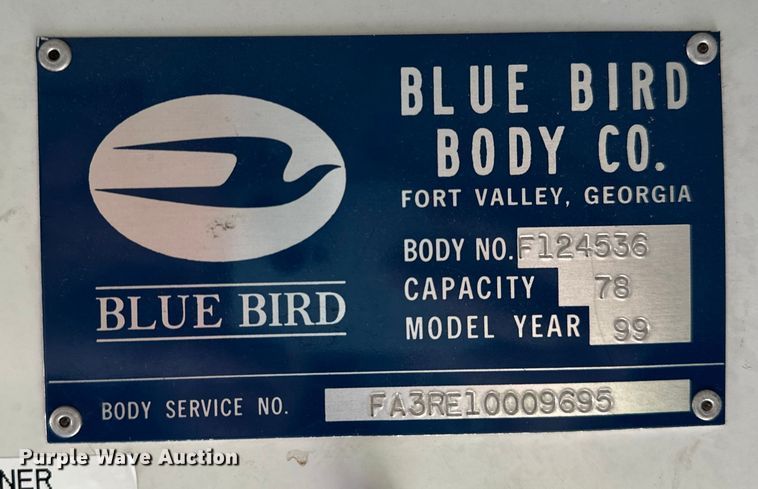 BLUE BIRD
BODY CO.
FORT VALLEY, GEORGIA
BODY NO. F124536
CAPACITY 78
MODEL YEAR 99
BLUE BIRD
BODY SERVICE NO. FA3RE10009695
Purple Wave Auction
NER